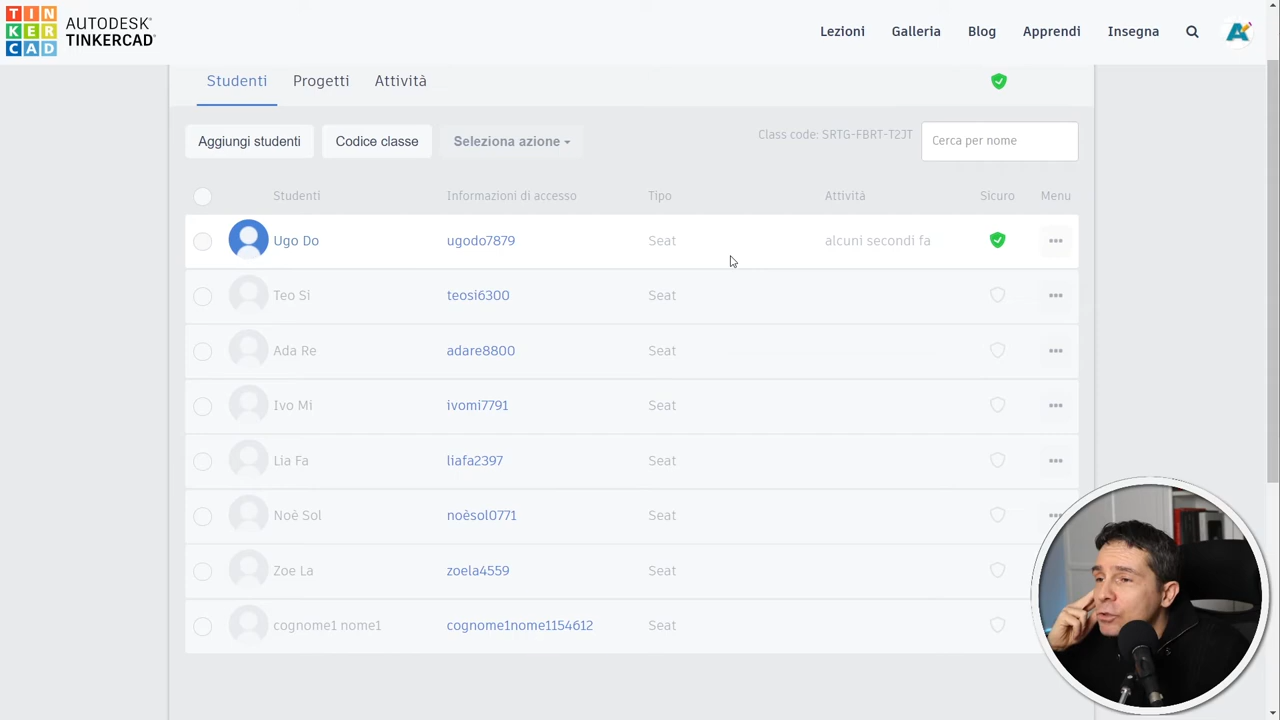 TIN
KER
CAD
AUTODESK
TINKERCAD®
Lezioni Galleria Blog Apprendi Insegna
Studenti Progetti Attività
Aggiungi studenti Codice classe Seleziona azione Class code: SRTG-FBRT-T2JT Cerca per nome
Studenti Informazioni di accesso Tipo Attività Sicuro Menu
Ugo Do ugodo7879 Seat alcuni secondi fa
Teo Si teosi6300 Seat
Ada Re adare8800 Seat
Ivo Mi ivomi7791 Seat
Lia Fa liafa2397 Seat
Noè Sol noèsol0771 Seat
Zoe La zoela4559 Seat
cognome1 nome1 cognome1nome1154612 Seat